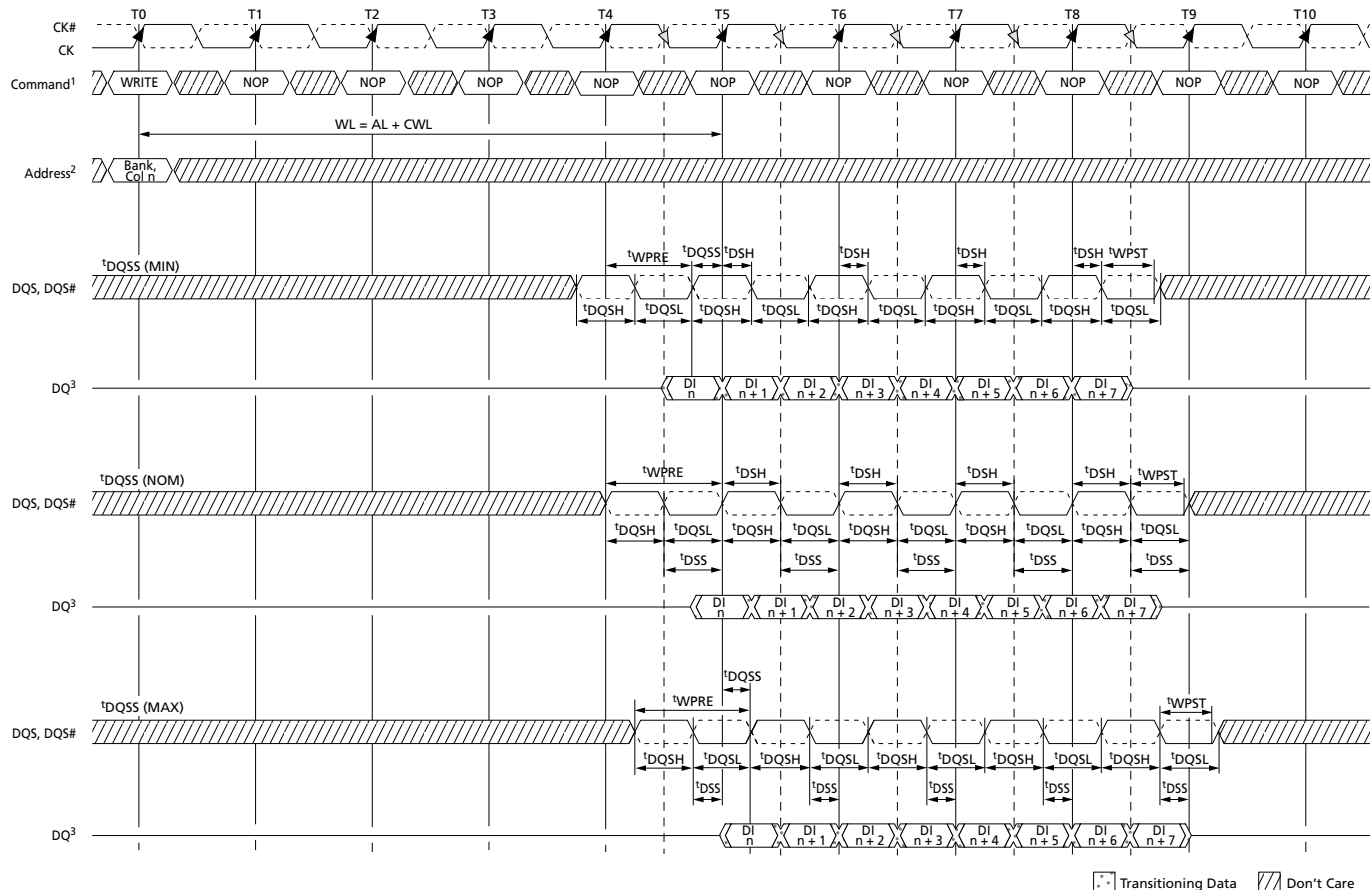 T0 T1 T2 T3 T4 T5 T6 T7 T8 T9 T10
CK#
CK
Command1 WRITE NOP NOP NOP NOP NOP NOP NOP NOP NOP NOP
WL = AL + CWL
Address2 Bank,
Col n
tDQSS (MIN) tWPRE tDQSS tDSH tDSH tDSH tDSH tWPST
DQS, DQS#
tDQSH tDQSL tDQSH tDQSL tDQSH tDQSL tDQSH tDQSL tDQSH tDQSL
DQ3 DI DI DI DI DI DI DI DI
n n + 1 n + 2 n + 3 n + 4 n + 5 n + 6 n + 7
tDQSS (NOM) tWPRE tDSH tDSH tDSH tDSH tWPST
DQS, DQS#
tDQSH tDQSL tDQSH tDQSL tDQSH tDQSL tDQSH tDQSL tDQSH tDQSL
tDSS tDSS tDSS tDSS tDSS
DQ3 DI DI DI DI DI DI DI DI
n n + 1 n + 2 n + 3 n + 4 n + 5 n + 6 n + 7
tDQSS
tDQSS (MAX) tWPRE tWPST
DQS, DQS#
tDQSH tDQSL tDQSH tDQSL tDQSH tDQSL tDQSH tDQSL tDQSH tDQSL
tDSS tDSS tDSS tDSS tDSS
DQ3 DI DI DI DI DI DI DI DI
n n + 1 n + 2 n + 3 n + 4 n + 5 n + 6 n + 7
Transitioning Data Don't Care